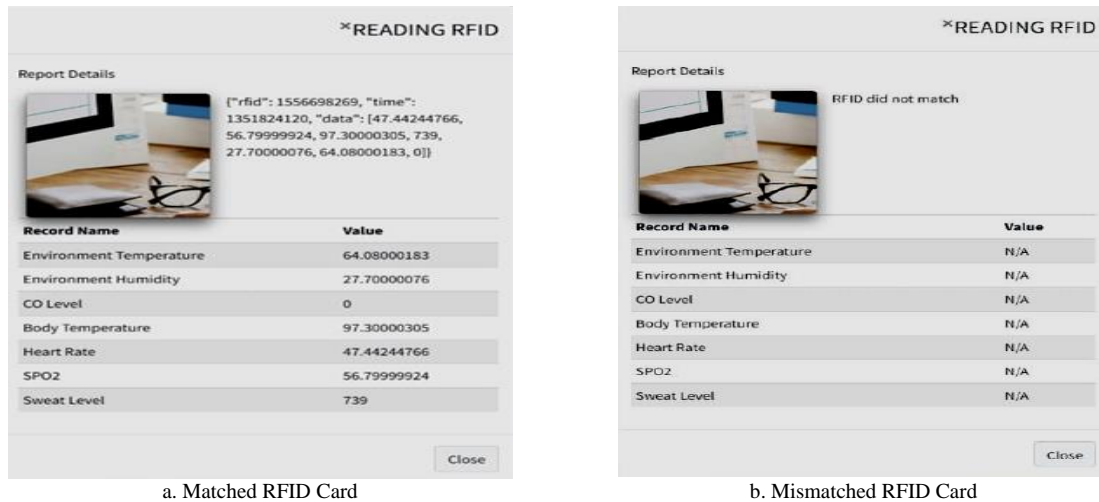 ×READING RFID
Report Details
{"rfid": 1556698269, "time":
1351824120, "data": [47.44244766,
56.79999924, 97.30000305, 739,
27.70000076, 64.08000183, 0]}
Record Name Value
Environment Temperature 64.08000183
Environment Humidity 27.70000076
CO Level 0
Body Temperature 97.30000305
Heart Rate 47.44244766
SPO2 56.79999924
Sweat Level 739
Close
a. Matched RFID Card
×READING RFID
Report Details
RFID did not match
Record Name Value
Environment Temperature N/A
Environment Humidity N/A
CO Level N/A
Body Temperature N/A
Heart Rate N/A
SPO2 N/A
Sweat Level N/A
Close
b. Mismatched RFID Card